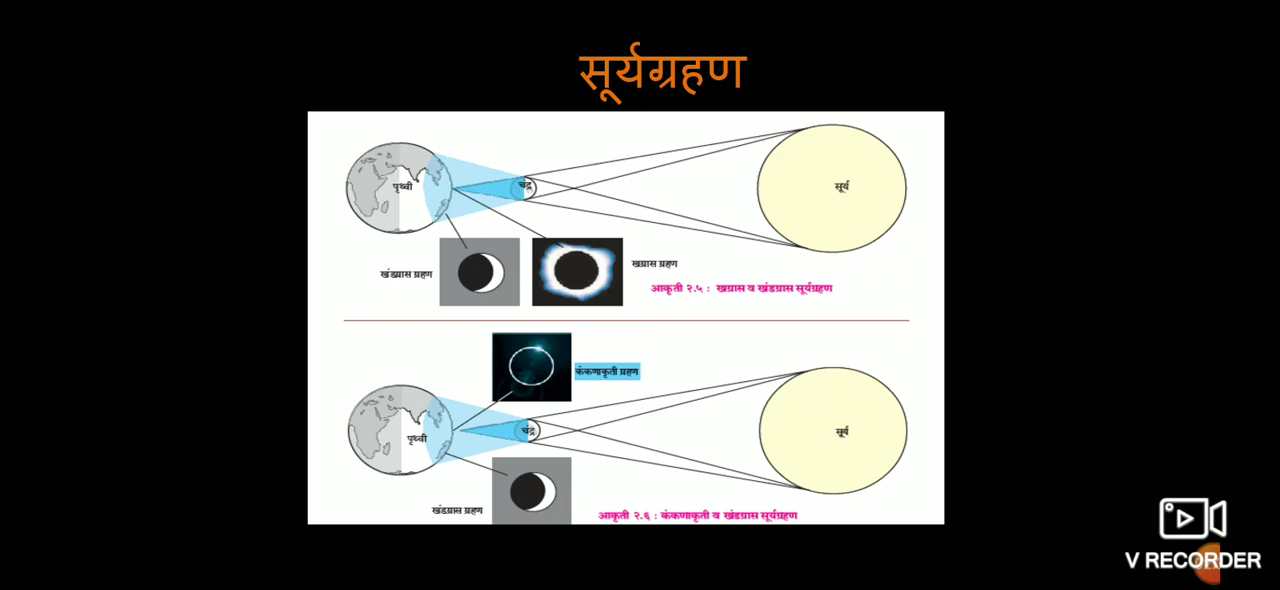 सूर्यग्रहण
पृथ्वी
चंद्र
सूर्य
खंडग्रास ग्रहण
खग्रास ग्रहण
आकृती २.५ : खग्रास व खंडग्रास सूर्यग्रहण
कंकणाकृती ग्रहण
पृथ्वी
चंद्र
सूर्य
खंडग्रास ग्रहण
आकृती २.६ : कंकणाकृती व खंडग्रास सूर्यग्रहण
V RECORDER